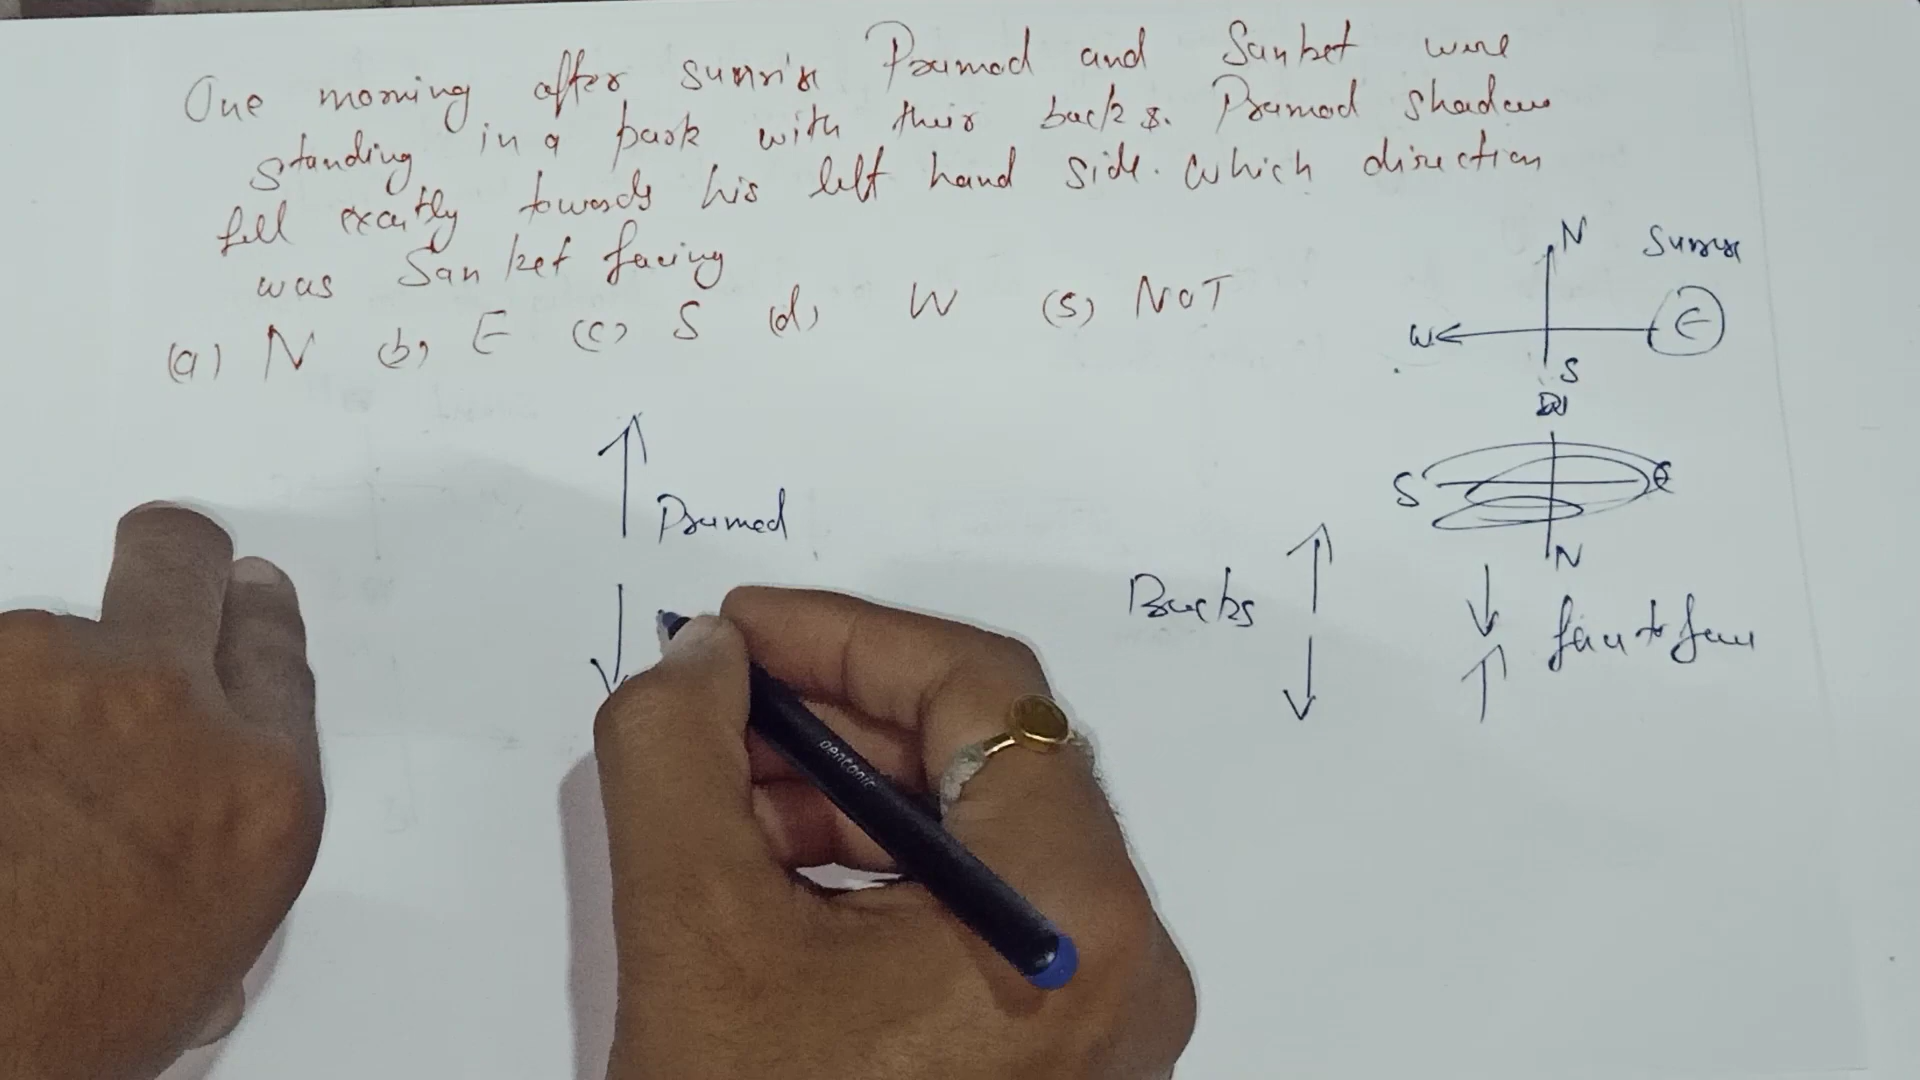 One morning after sunrise Pramod and Sanket were
standing in a park with their backs. Pramod shadow
fell exactly towards his left hand side. Which direction
was Sanket facing
(a) N (b) E (c) S (d) W (5) NOT
N Sunrise
W E
S
S E
N
Pramod
Backs
face to face
pentonic